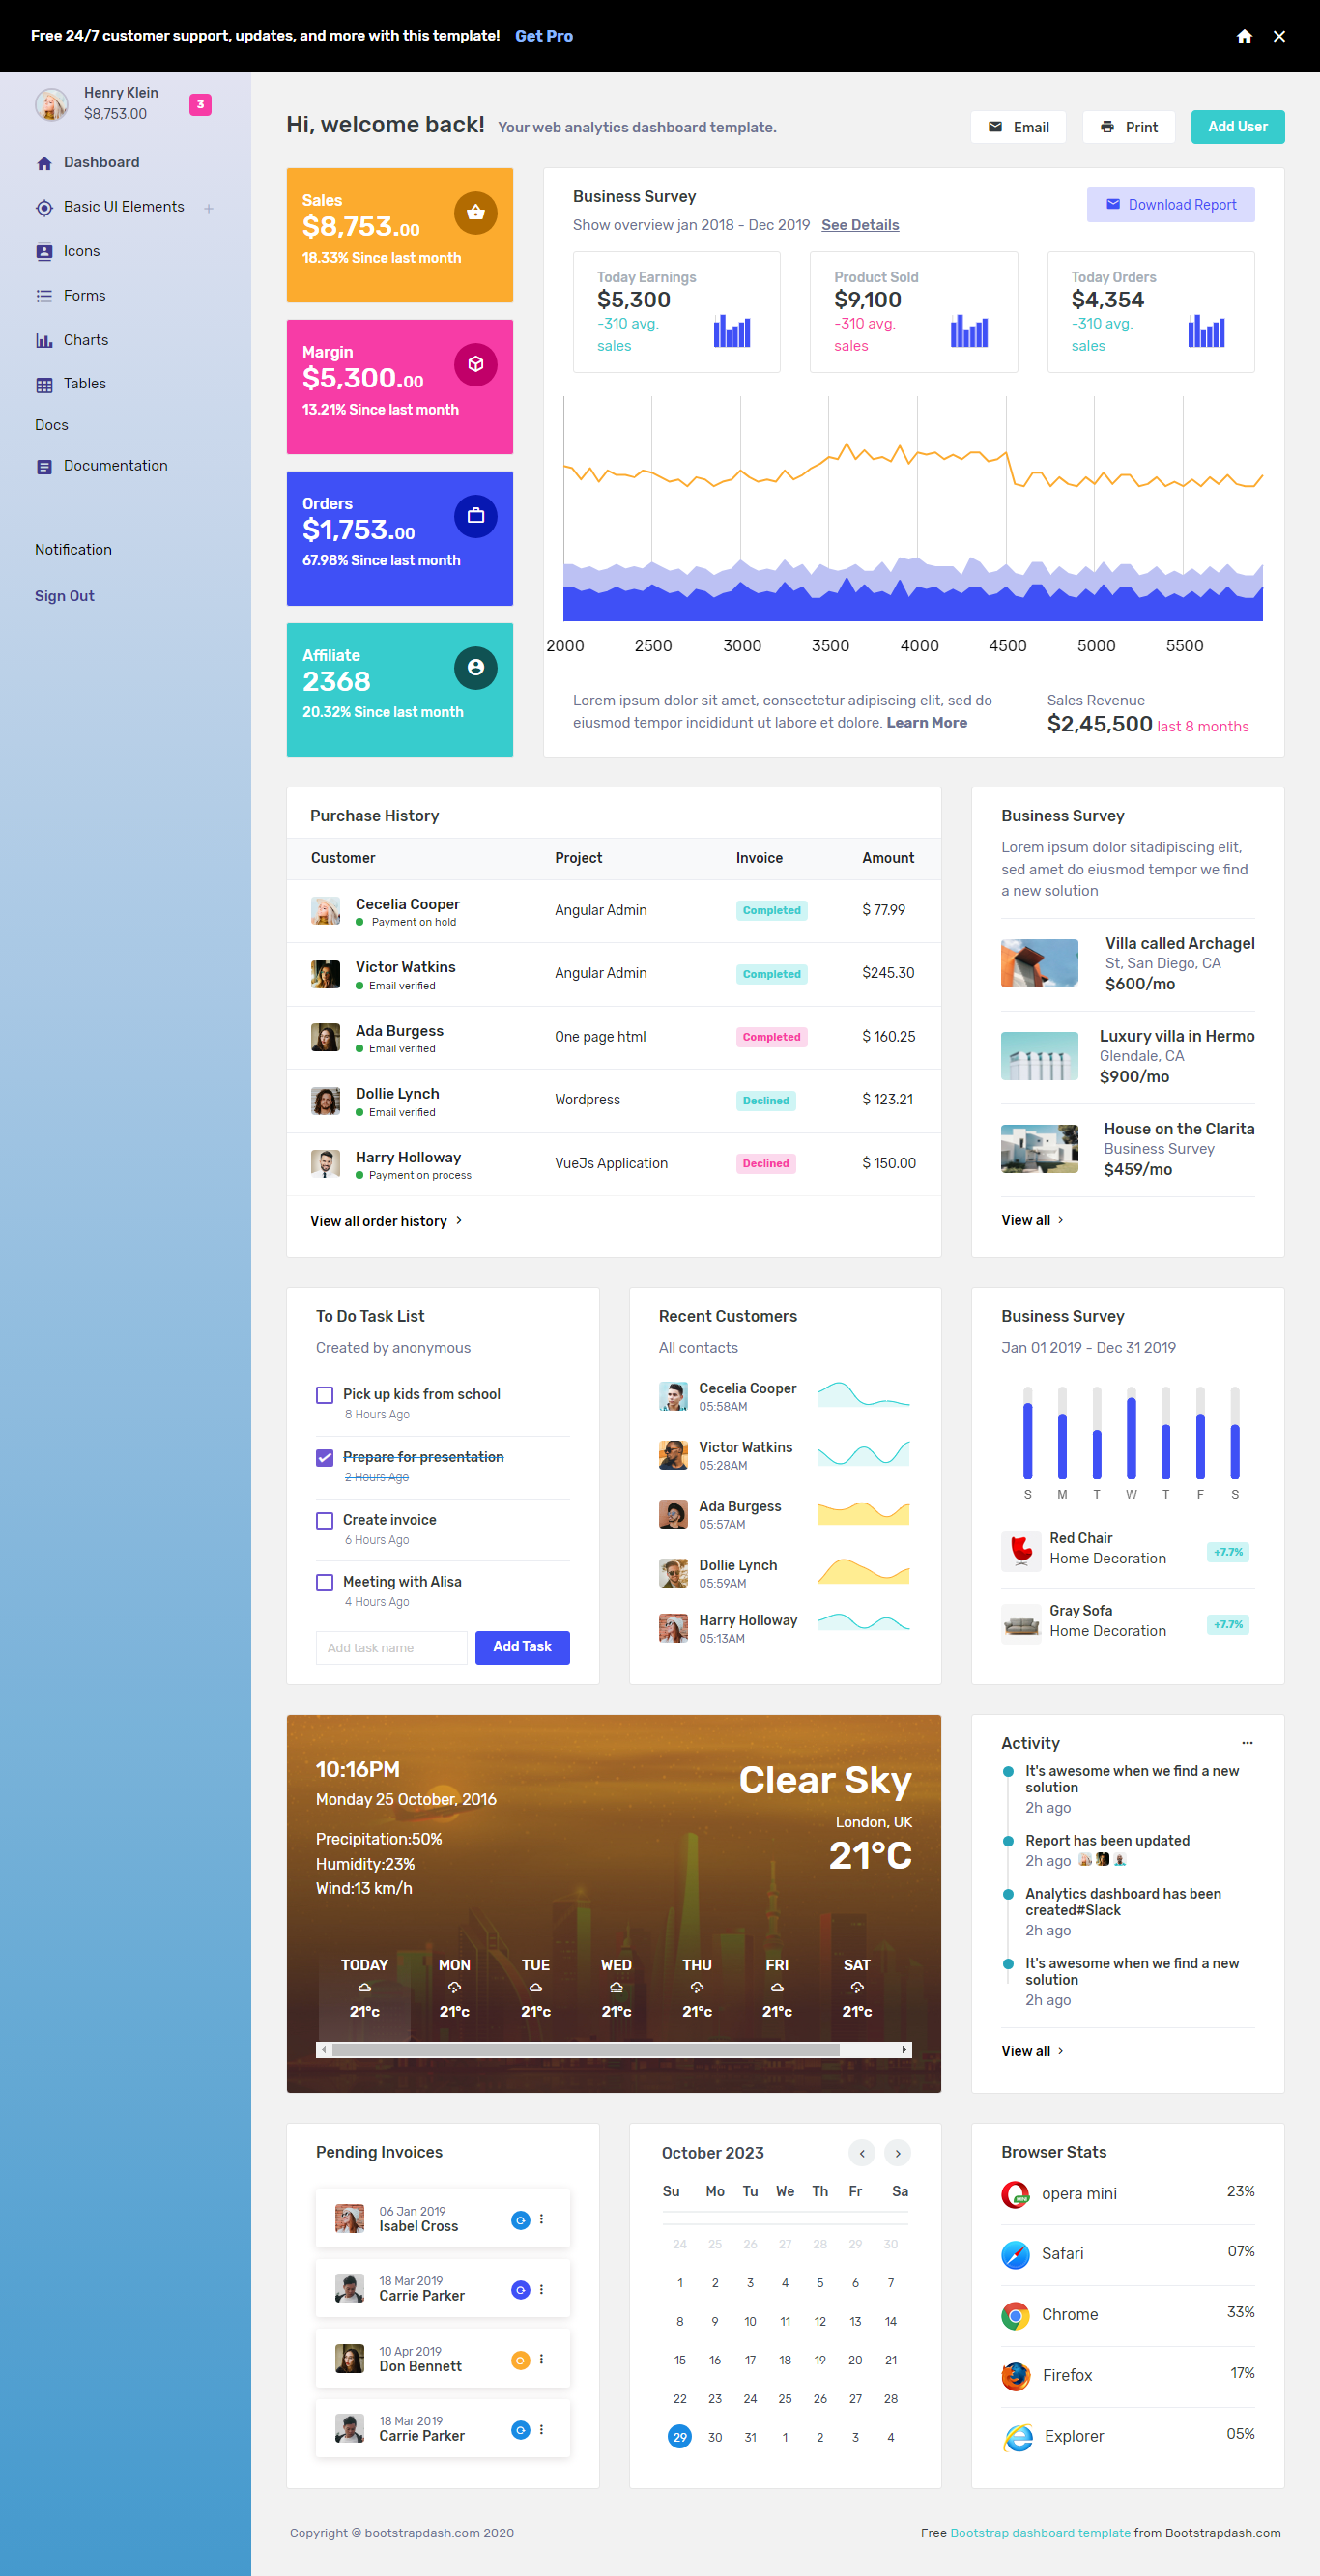 Free 24/7 customer support, updates, and more with this template! Get Pro
Henry Klein
$8,753.00
3
Dashboard
Basic UI Elements
Icons
Forms
Charts
Tables
Docs
Documentation
Notification
Sign Out
Hi, welcome back! Your web analytics dashboard template.
Email
Print
Add User
Sales
$8,753.00
18.33% Since last month
Margin
$5,300.00
13.21% Since last month
Orders
$1,753.00
67.98% Since last month
Affiliate
2368
20.32% Since last month
Business Survey
Show overview jan 2018 - Dec 2019 See Details
Download Report
Today Earnings
$5,300
-310 avg.
sales
Product Sold
$9,100
-310 avg.
sales
Today Orders
$4,354
-310 avg.
sales
2000 2500 3000 3500 4000 4500 5000 5500
Lorem ipsum dolor sit amet, consectetur adipiscing elit, sed do
eiusmod tempor incididunt ut labore et dolore. Learn More
Sales Revenue
$2,45,500 last 8 months
Purchase History
Customer Project Invoice Amount
Cecelia Cooper
Payment on hold
Angular Admin Completed $ 77.99
Victor Watkins
Email verified
Angular Admin Completed $245.30
Ada Burgess
Email verified
One page html Completed $ 160.25
Dollie Lynch
Email verified
Wordpress Declined $ 123.21
Harry Holloway
Payment on process
VueJs Application Declined $ 150.00
View all order history
Business Survey
Lorem ipsum dolor sitadipiscing elit,
sed amet do eiusmod tempor we find
a new solution
Villa called Archagel
St, San Diego, CA
$600/mo
Luxury villa in Hermo
Glendale, CA
$900/mo
House on the Clarita
Business Survey
$459/mo
View all
To Do Task List
Created by anonymous
Pick up kids from school
8 Hours Ago
Prepare for presentation
2 Hours Ago
Create invoice
6 Hours Ago
Meeting with Alisa
4 Hours Ago
Add task name
Add Task
Recent Customers
All contacts
Cecelia Cooper
05:58AM
Victor Watkins
05:28AM
Ada Burgess
05:57AM
Dollie Lynch
05:59AM
Harry Holloway
05:13AM
Business Survey
Jan 01 2019 - Dec 31 2019
S M T W T F S
Red Chair
Home Decoration
+7.7%
Gray Sofa
Home Decoration
+7.7%
10:16PM
Monday 25 October, 2016
Precipitation:50%
Humidity:23%
Wind:13 km/h
Clear Sky
London, UK
21°C
TODAY MON TUE WED THU FRI SAT
21°c 21°c 21°c 21°c 21°c 21°c 21°c
Activity
It's awesome when we find a new
solution
2h ago
Report has been updated
2h ago
Analytics dashboard has been
created#Slack
2h ago
It's awesome when we find a new
solution
2h ago
View all
Pending Invoices
06 Jan 2019
Isabel Cross
18 Mar 2019
Carrie Parker
10 Apr 2019
Don Bennett
18 Mar 2019
Carrie Parker
October 2023
Su Mo Tu We Th Fr Sa
24 25 26 27 28 29 30
1 2 3 4 5 6 7
8 9 10 11 12 13 14
15 16 17 18 19 20 21
22 23 24 25 26 27 28
29 30 31 1 2 3 4
Browser Stats
opera mini 23%
Safari 07%
Chrome 33%
Firefox 17%
Explorer 05%
Copyright © bootstrapdash.com 2020
Free Bootstrap dashboard template from Bootstrapdash.com